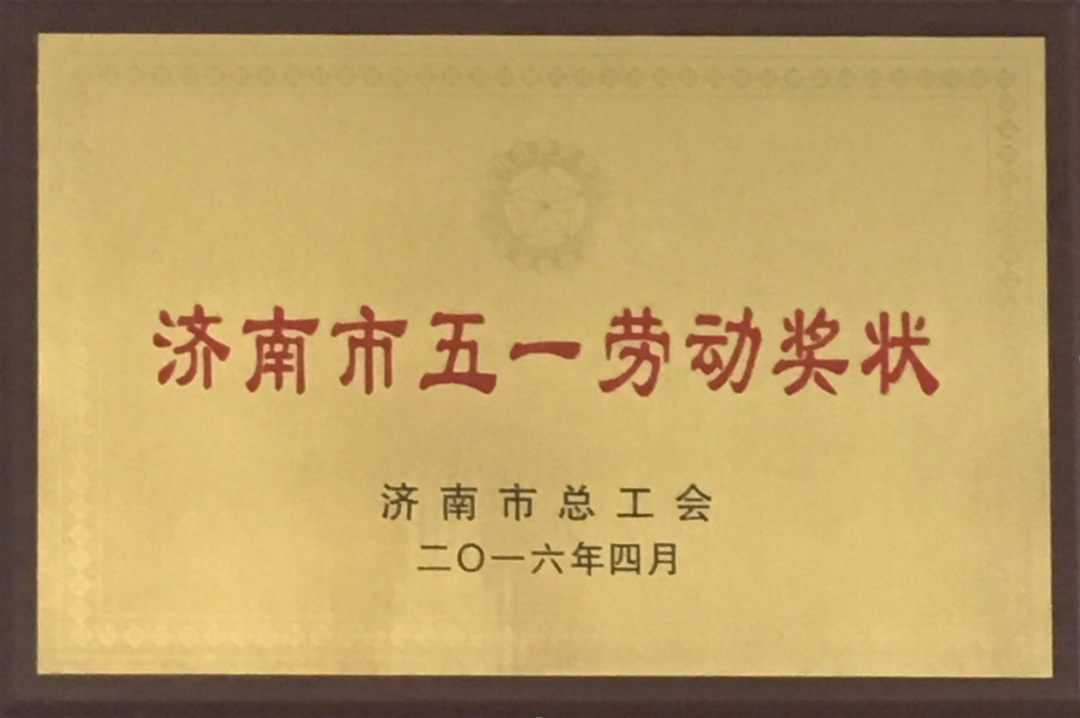 济南市五一劳动奖状
济南市总工会
二〇一六年四月